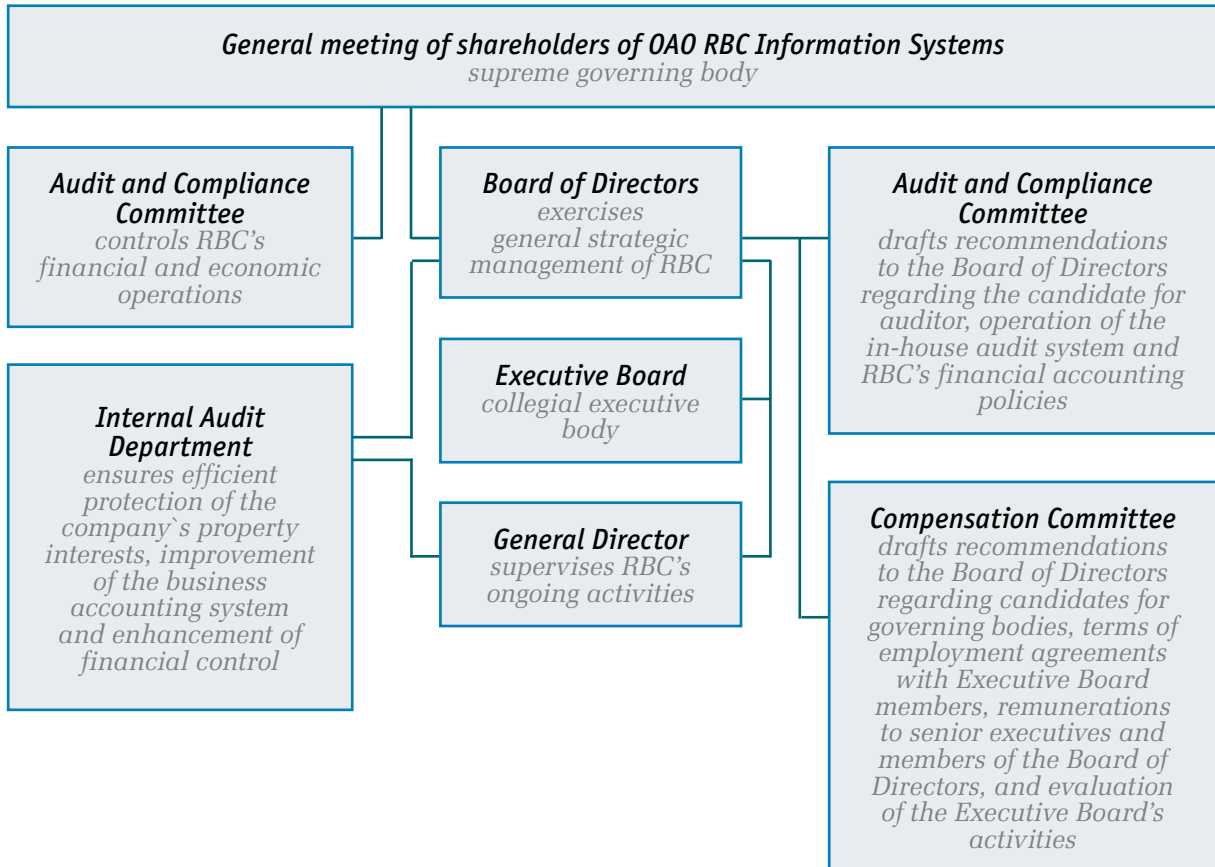 General meeting of shareholders of OAO RBC Information Systems
supreme governing body
Audit and Compliance
Committee
controls RBC's
financial and economic
operations
Board of Directors
exercises
general strategic
management of RBC
Audit and Compliance
Committee
drafts recommendations
to the Board of Directors
regarding the candidate for
auditor, operation of the
in-house audit system and
RBC's financial accounting
policies
Internal Audit
Department
ensures efficient
protection of the
company`s property
interests, improvement
of the business
accounting system
and enhancement of
financial control
Executive Board
collegial executive
body
General Director
supervises RBC's
ongoing activities
Compensation Committee
drafts recommendations
to the Board of Directors
regarding candidates for
governing bodies, terms of
employment agreements
with Executive Board
members, remunerations
to senior executives and
members of the Board of
Directors, and evaluation
of the Executive Board's
activities